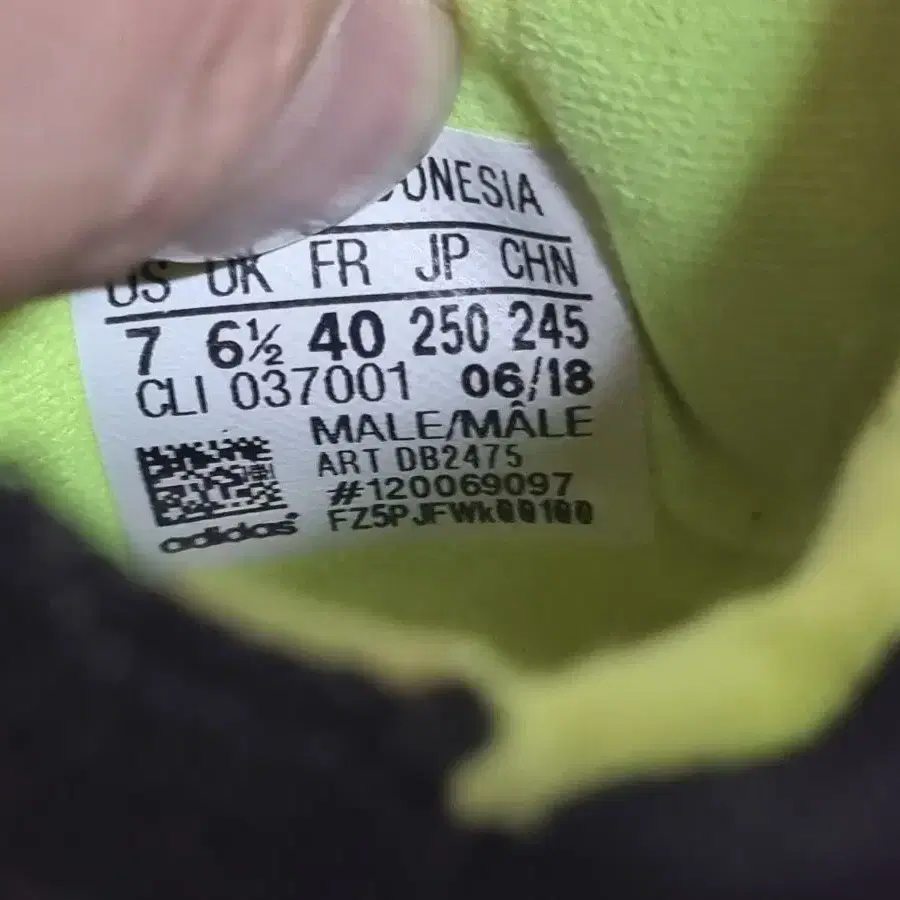 US UK FR JP CHN
7 6½ 40 250 245
CLI 037001 06/18
MALE/MÂLE
ART DB2475
#120069097
FZ5PJFWk00100
adidas